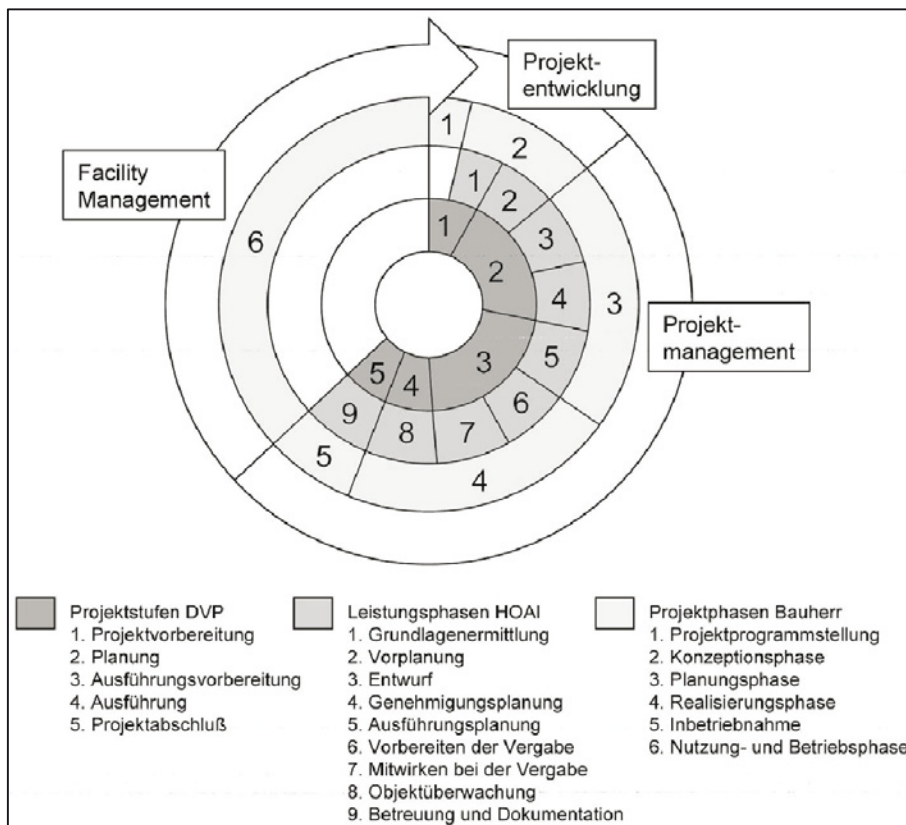 Projekt-
entwicklung
Facility
Management
Projekt-
management
1
2
3
4
5
6
1
2
3
4
5
6
7
8
9
1
2
3
4
5
Projektstufen DVP
1. Projektvorbereitung
2. Planung
3. Ausführungsvorbereitung
4. Ausführung
5. Projektabschluß
Leistungsphasen HOAI
1. Grundlagenermittlung
2. Vorplanung
3. Entwurf
4. Genehmigungsplanung
5. Ausführungsplanung
6. Vorbereiten der Vergabe
7. Mitwirken bei der Vergabe
8. Objektüberwachung
9. Betreuung und Dokumentation
Projektphasen Bauherr
1. Projektprogrammstellung
2. Konzeptionsphase
3. Planungsphase
4. Realisierungsphase
5. Inbetriebnahme
6. Nutzung- und Betriebsphase